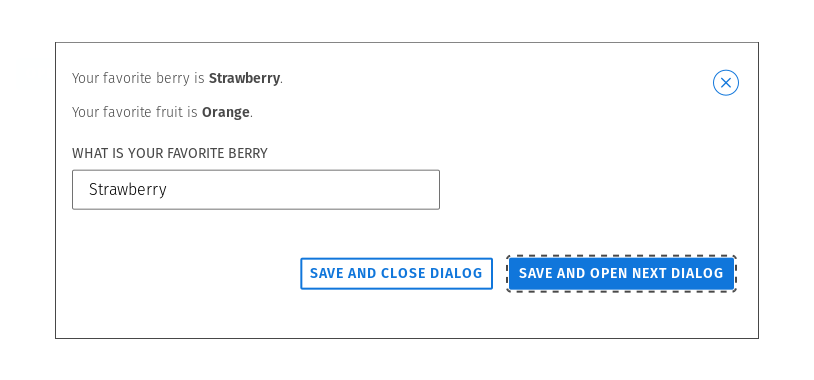 Your favorite berry is Strawberry.
Your favorite fruit is Orange.
WHAT IS YOUR FAVORITE BERRY
Strawberry
SAVE AND CLOSE DIALOG
SAVE AND OPEN NEXT DIALOG